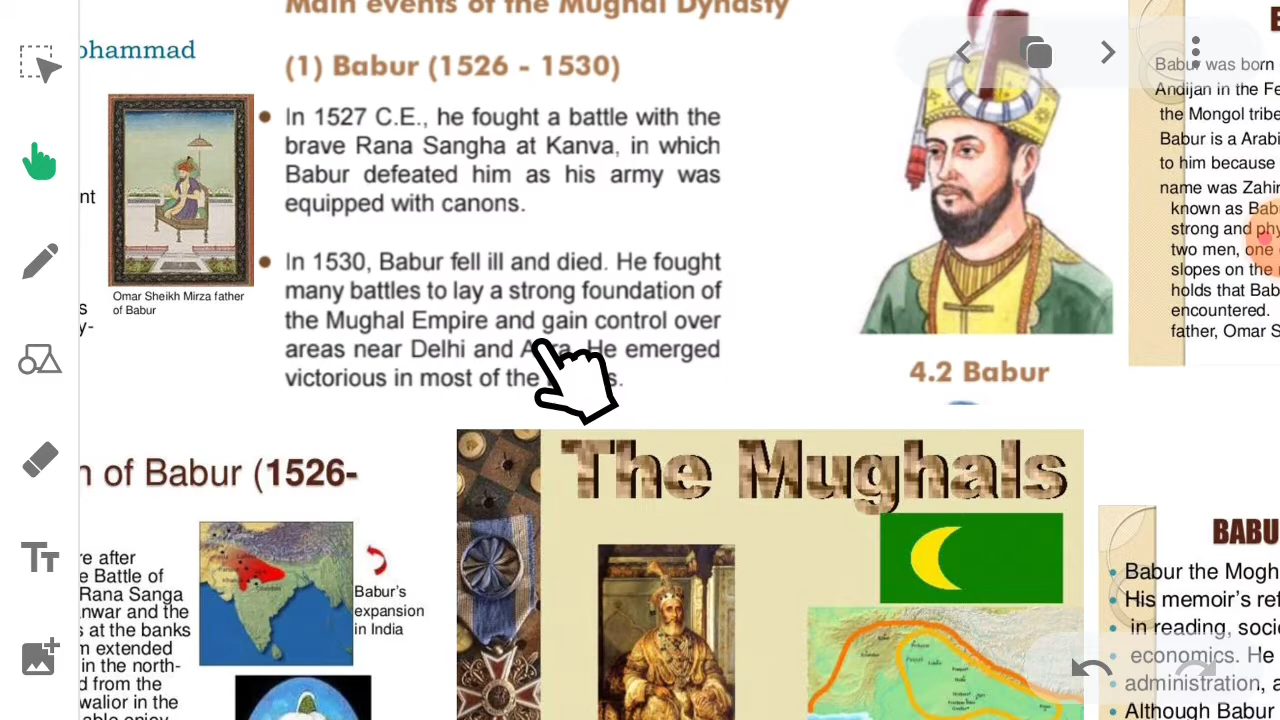 Main events of the Mughal Dynasty
(1) Babur (1526 - 1530)
In 1527 C.E., he fought a battle with the
brave Rana Sangha at Kanva, in which
Babur defeated him as his army was
equipped with canons.
In 1530, Babur fell ill and died. He fought
many battles to lay a strong foundation of
the Mughal Empire and gain control over
areas near Delhi and He emerged
victorious in most of the
ohammad
nt
Omar Sheikh Mirza father
of Babur
s
y-
4.2 Babur
Babur was born
Andijan in the Fe
the Mongol tribe
Babur is a Arabi
to him because
name was Zahir
known as Bab
strong and phy
two men, one
slopes on the
holds that Bab
encountered.
father, Omar S
n of Babur (1526-
re after
e Battle of
Rana Sanga
nwar and the
s at the banks
m extended
in the north-
d from the
walior in the
able enjoy
Babur's
expansion
in India
The Mughals
BABU
Babur the Mogh
His memoir's ref
in reading, socie
economics. He
administration, a
Although Babur
Tт